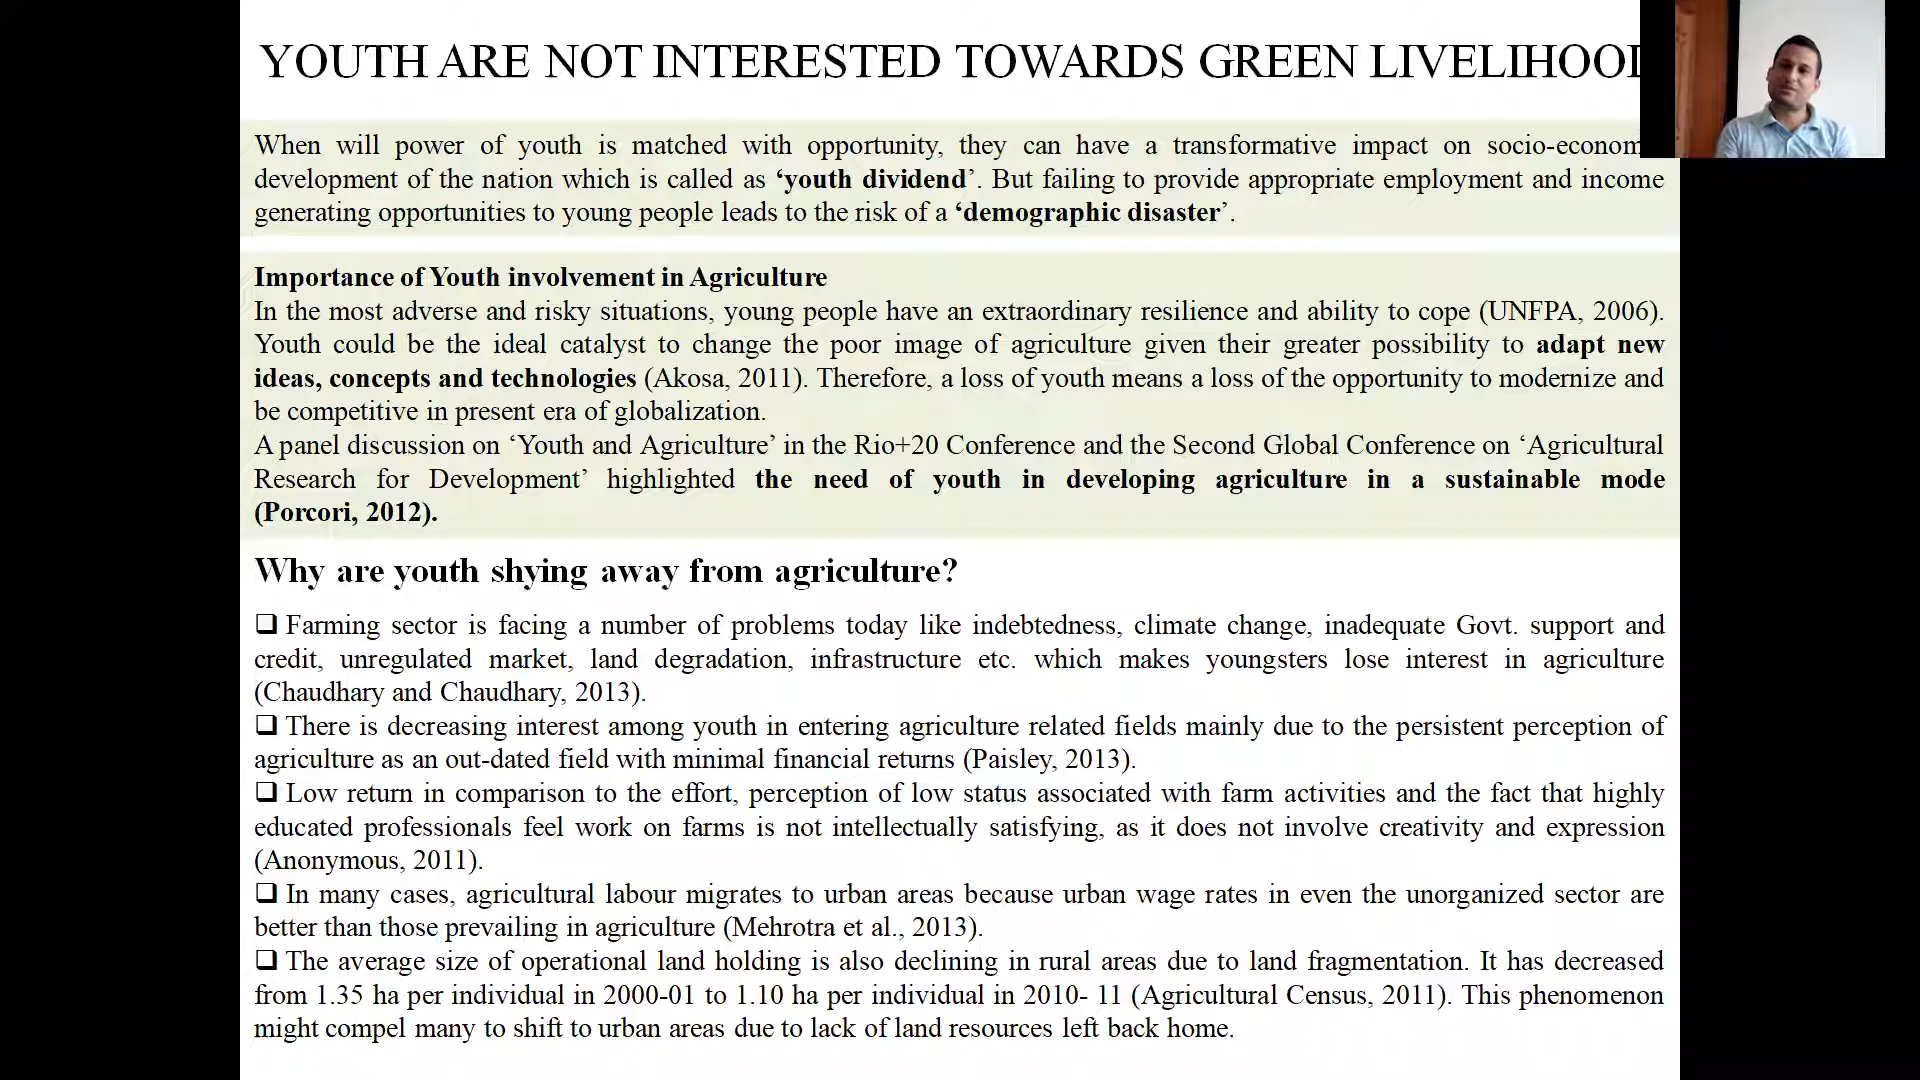 YOUTH ARE NOT INTERESTED TOWARDS GREEN LIVELIHOOD
When will power of youth is matched with opportunity, they can have a transformative impact on socio-econom
development of the nation which is called as ‘youth dividend’. But failing to provide appropriate employment and income
generating opportunities to young people leads to the risk of a ‘demographic disaster’.
Importance of Youth involvement in Agriculture
In the most adverse and risky situations, young people have an extraordinary resilience and ability to cope (UNFPA, 2006).
Youth could be the ideal catalyst to change the poor image of agriculture given their greater possibility to adapt new
ideas, concepts and technologies (Akosa, 2011). Therefore, a loss of youth means a loss of the opportunity to modernize and
be competitive in present era of globalization.
A panel discussion on ‘Youth and Agriculture’ in the Rio+20 Conference and the Second Global Conference on ‘Agricultural
Research for Development’ highlighted the need of youth in developing agriculture in a sustainable mode
(Porcori, 2012).
Why are youth shying away from agriculture?
❑ Farming sector is facing a number of problems today like indebtedness, climate change, inadequate Govt. support and
credit, unregulated market, land degradation, infrastructure etc. which makes youngsters lose interest in agriculture
(Chaudhary and Chaudhary, 2013).
❑ There is decreasing interest among youth in entering agriculture related fields mainly due to the persistent perception of
agriculture as an out-dated field with minimal financial returns (Paisley, 2013).
❑ Low return in comparison to the effort, perception of low status associated with farm activities and the fact that highly
educated professionals feel work on farms is not intellectually satisfying, as it does not involve creativity and expression
(Anonymous, 2011).
❑ In many cases, agricultural labour migrates to urban areas because urban wage rates in even the unorganized sector are
better than those prevailing in agriculture (Mehrotra et al., 2013).
❑ The average size of operational land holding is also declining in rural areas due to land fragmentation. It has decreased
from 1.35 ha per individual in 2000-01 to 1.10 ha per individual in 2010- 11 (Agricultural Census, 2011). This phenomenon
might compel many to shift to urban areas due to lack of land resources left back home.